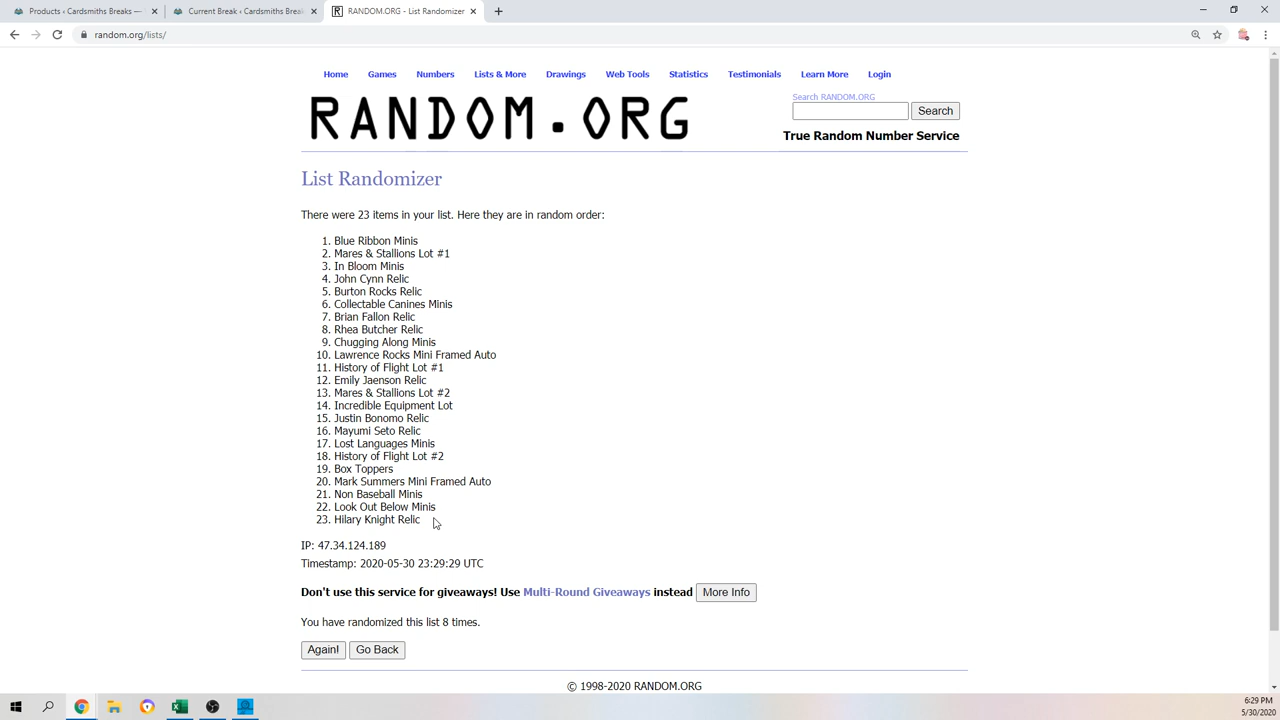 Products ‹ Cardsmiths Breaks —
Current Break ‹ Cardsmiths Break
RANDOM.ORG - List Randomizer
random.org/lists/
Home Games Numbers Lists & More Drawings Web Tools Statistics Testimonials Learn More Login
RANDOM.ORG
Search RANDOM.ORG
Search
True Random Number Service
List Randomizer
There were 23 items in your list. Here they are in random order:
1. Blue Ribbon Minis
2. Mares & Stallions Lot #1
3. In Bloom Minis
4. John Cynn Relic
5. Burton Rocks Relic
6. Collectable Canines Minis
7. Brian Fallon Relic
8. Rhea Butcher Relic
9. Chugging Along Minis
10. Lawrence Rocks Mini Framed Auto
11. History of Flight Lot #1
12. Emily Jaenson Relic
13. Mares & Stallions Lot #2
14. Incredible Equipment Lot
15. Justin Bonomo Relic
16. Mayumi Seto Relic
17. Lost Languages Minis
18. History of Flight Lot #2
19. Box Toppers
20. Mark Summers Mini Framed Auto
21. Non Baseball Minis
22. Look Out Below Minis
23. Hilary Knight Relic
IP: 47.34.124.189
Timestamp: 2020-05-30 23:29:29 UTC
Don't use this service for giveaways! Use Multi-Round Giveaways instead More Info
You have randomized this list 8 times.
Again! Go Back
© 1998-2020 RANDOM.ORG
6:29 PM
5/30/2020